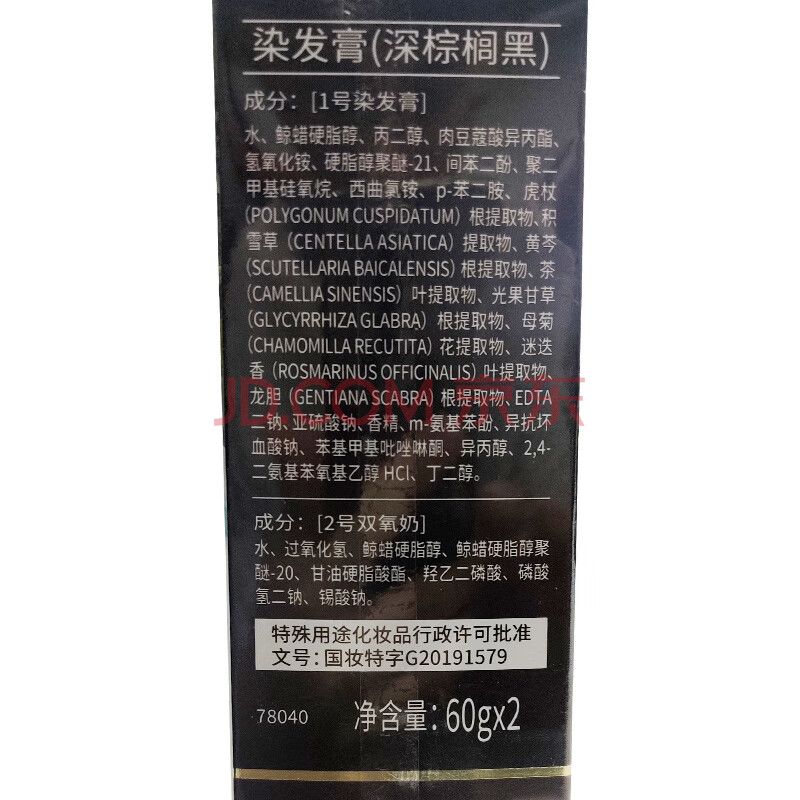 染发膏(深棕榈黑)
成分：[1号染发膏]
水、鲸蜡硬脂醇、丙二醇、肉豆蔻酸异丙酯、
氢氧化铵、硬脂醇聚醚-21、间苯二酚、聚二
甲基硅氧烷、西曲氯铵、p-苯二胺、虎杖
(POLYGONUM CUSPIDATUM) 根提取物、积
雪草 (CENTELLA ASIATICA) 提取物、黄芩
(SCUTELLARIA BAICALENSIS) 根提取物、茶
(CAMELLIA SINENSIS) 叶提取物、光果甘草
(GLYCYRRHIZA GLABRA) 根提取物、母菊
(CHAMOMILLA RECUTITA) 花提取物、迷迭
香 (ROSMARINUS OFFICINALIS) 叶提取物、
龙胆 (GENTIANA SCABRA) 根提取物、EDTA
二钠、亚硫酸钠、香精、m-氨基苯酚、异抗坏
血酸钠、苯基甲基吡唑啉酮、异丙醇、2,4-
二氨基苯氧基乙醇 HCl、丁二醇。
成分：[2号双氧奶]
水、过氧化氢、鲸蜡硬脂醇、鲸蜡硬脂醇聚
醚-20、甘油硬脂酸酯、羟乙二磷酸、磷酸
氢二钠、锡酸钠。
特殊用途化妆品行政许可批准
文号：国妆特字G20191579
78040
净含量：60gx2
JD.COM 京东